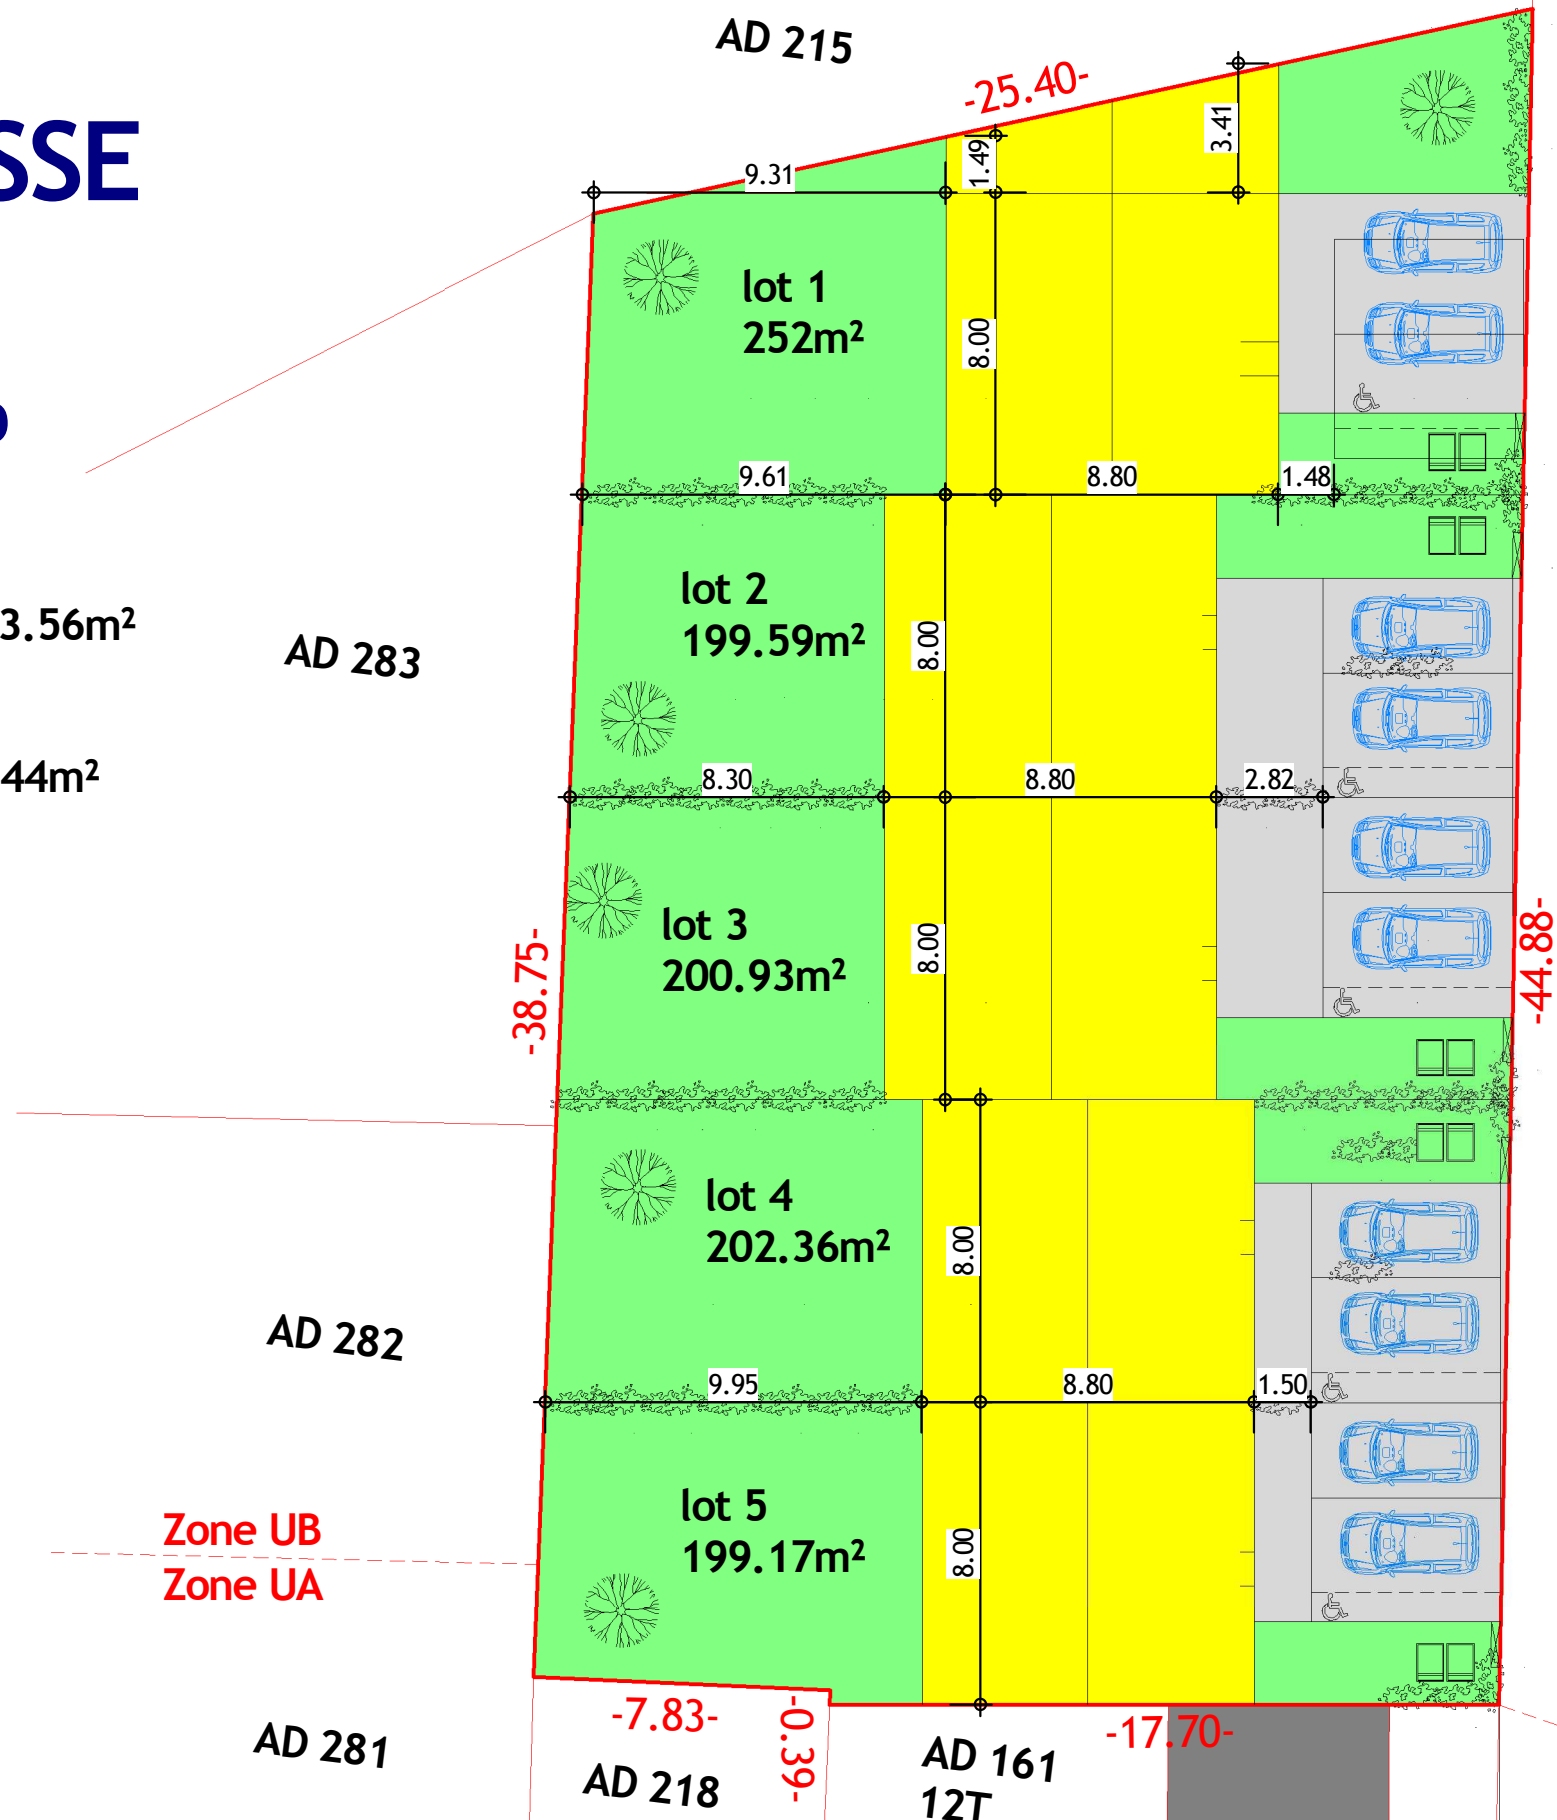 AD 215
-25.40-
SSE
3.41
1.49
9.31
lot 1
252m²
8.00
9.61
8.80
1.48
lot 2
199.59m²
3.56m²
8.00
AD 283
44m²
8.30
8.80
2.82
lot 3
200.93m²
8.00
-38.75-
-44.88-
lot 4
202.36m²
8.00
AD 282
9.95
8.80
1.50
lot 5
199.17m²
Zone UB
Zone UA
8.00
-7.83-
-0.39-
-17.70-
AD 281
AD 218
AD 161
12T